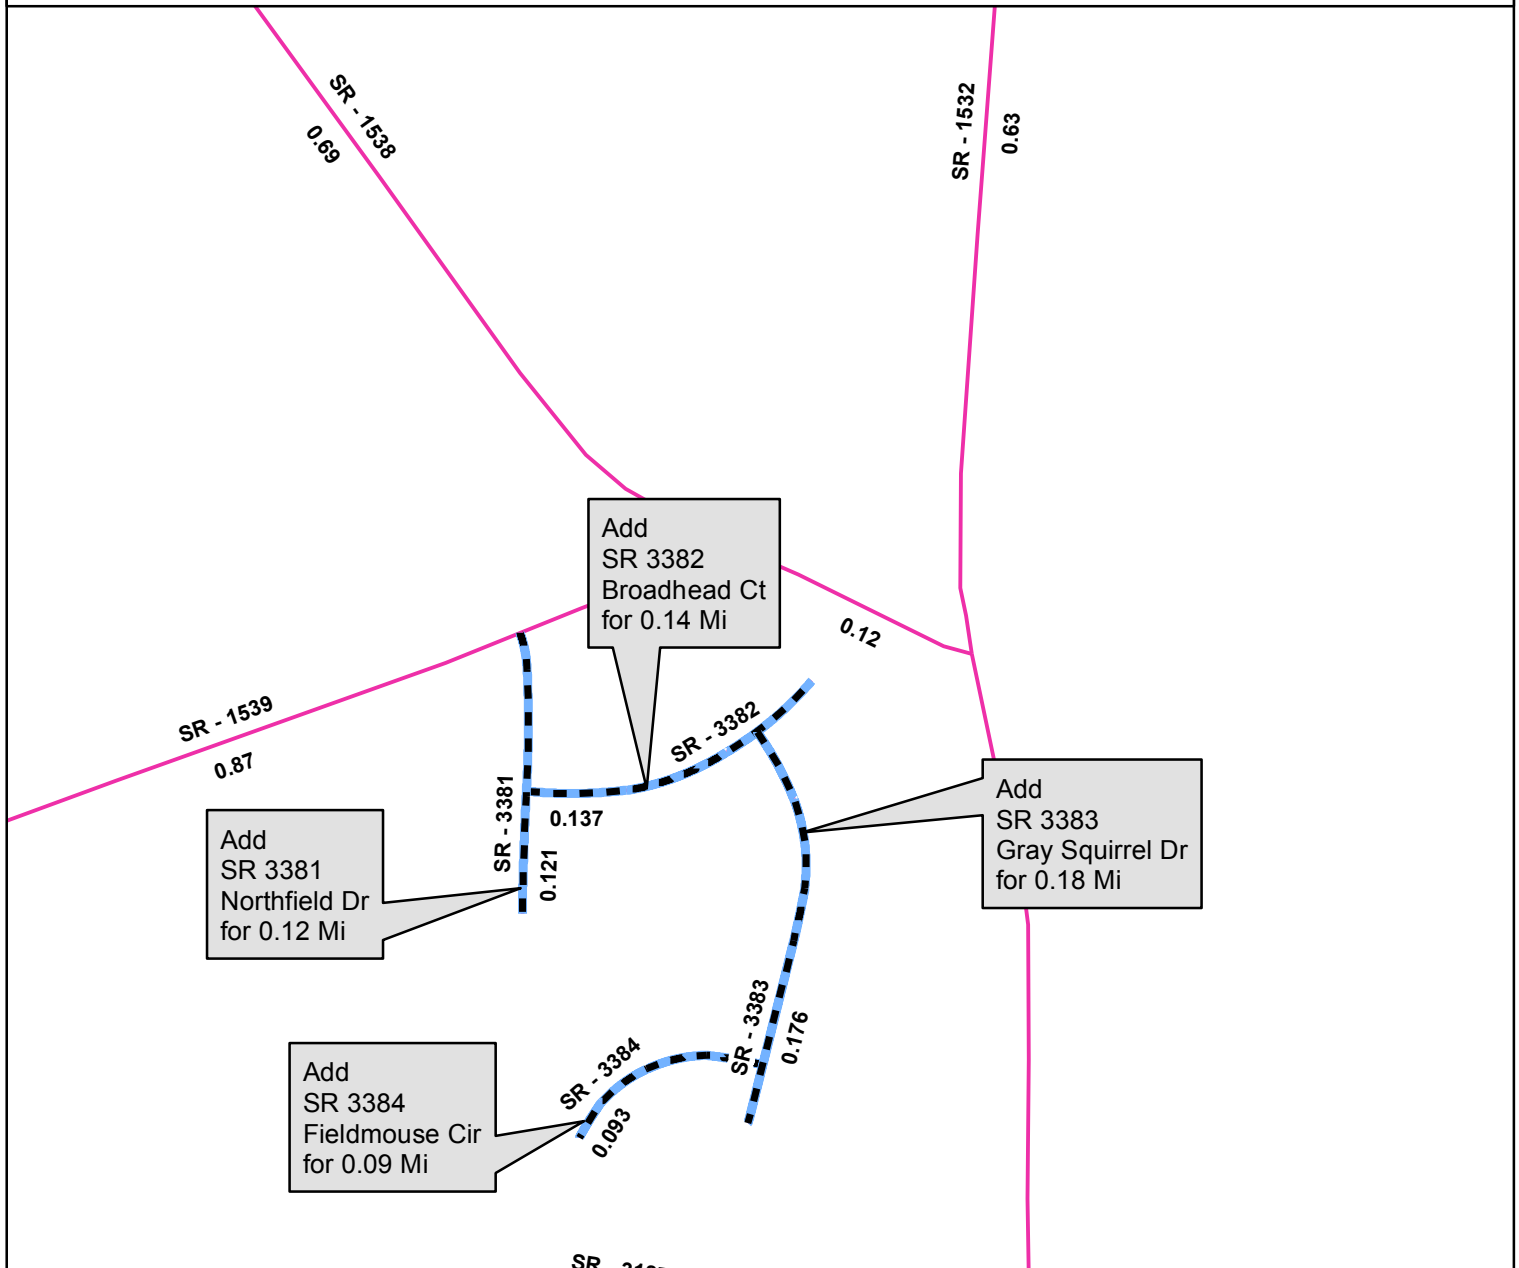 SR - 1538
0.69
SR - 1532
0.63
Add
SR 3382
Broadhead Ct
for 0.14 Mi
0.12
SR - 1539
0.87
SR - 3382
SR - 3381
0.137
0.121
Add
SR 3383
Gray Squirrel Dr
for 0.18 Mi
Add
SR 3381
Northfield Dr
for 0.12 Mi
SR - 3383
0.176
SR - 3384
0.093
Add
SR 3384
Fieldmouse Cir
for 0.09 Mi
SR -